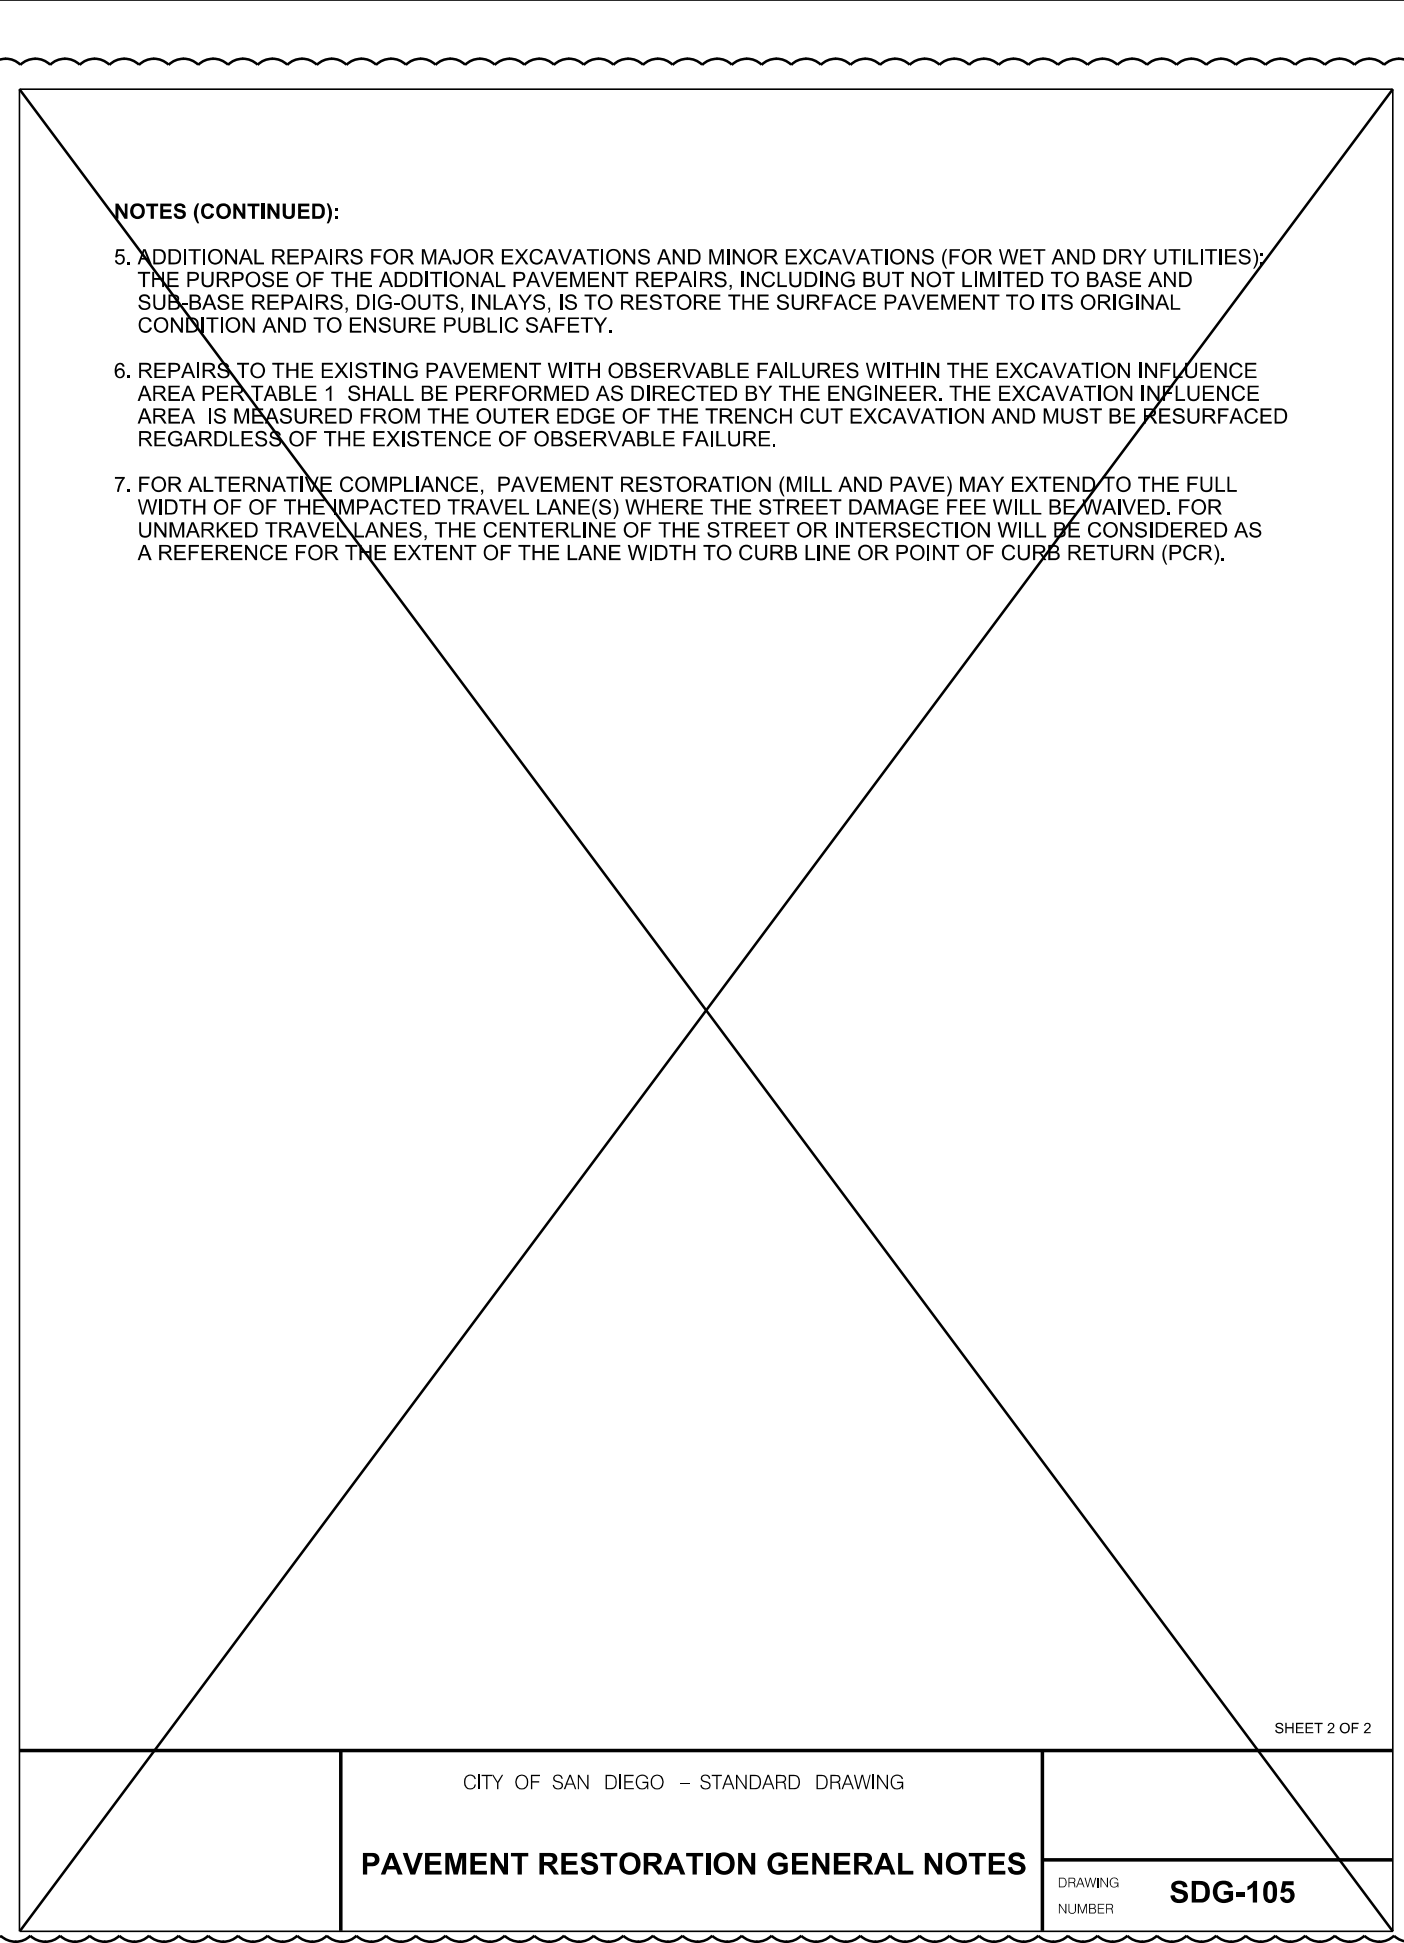 NOTES (CONTINUED):
5. ADDITIONAL REPAIRS FOR MAJOR EXCAVATIONS AND MINOR EXCAVATIONS (FOR WET AND DRY UTILITIES):
THE PURPOSE OF THE ADDITIONAL PAVEMENT REPAIRS, INCLUDING BUT NOT LIMITED TO BASE AND
SUB-BASE REPAIRS, DIG-OUTS, INLAYS, IS TO RESTORE THE SURFACE PAVEMENT TO ITS ORIGINAL
CONDITION AND TO ENSURE PUBLIC SAFETY.
6. REPAIRS TO THE EXISTING PAVEMENT WITH OBSERVABLE FAILURES WITHIN THE EXCAVATION INFLUENCE
AREA PER TABLE 1 SHALL BE PERFORMED AS DIRECTED BY THE ENGINEER. THE EXCAVATION INFLUENCE
AREA IS MEASURED FROM THE OUTER EDGE OF THE TRENCH CUT EXCAVATION AND MUST BE RESURFACED
REGARDLESS OF THE EXISTENCE OF OBSERVABLE FAILURE.
7. FOR ALTERNATIVE COMPLIANCE, PAVEMENT RESTORATION (MILL AND PAVE) MAY EXTEND TO THE FULL
WIDTH OF OF THE IMPACTED TRAVEL LANE(S) WHERE THE STREET DAMAGE FEE WILL BE WAIVED. FOR
UNMARKED TRAVEL LANES, THE CENTERLINE OF THE STREET OR INTERSECTION WILL BE CONSIDERED AS
A REFERENCE FOR THE EXTENT OF THE LANE WIDTH TO CURB LINE OR POINT OF CURB RETURN (PCR).
SHEET 2 OF 2
CITY OF SAN DIEGO – STANDARD DRAWING
PAVEMENT RESTORATION GENERAL NOTES
DRAWING
NUMBER
SDG-105